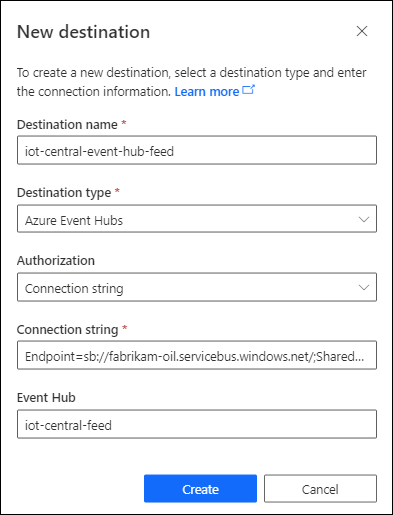 New destination
To create a new destination, select a destination type and enter
the connection information. Learn more
Destination name *
iot-central-event-hub-feed
Destination type *
Azure Event Hubs
Authorization
Connection string
Connection string *
Endpoint=sb://fabrikam-oil.servicebus.windows.net/;Shared...
Event Hub
iot-central-feed
Create
Cancel